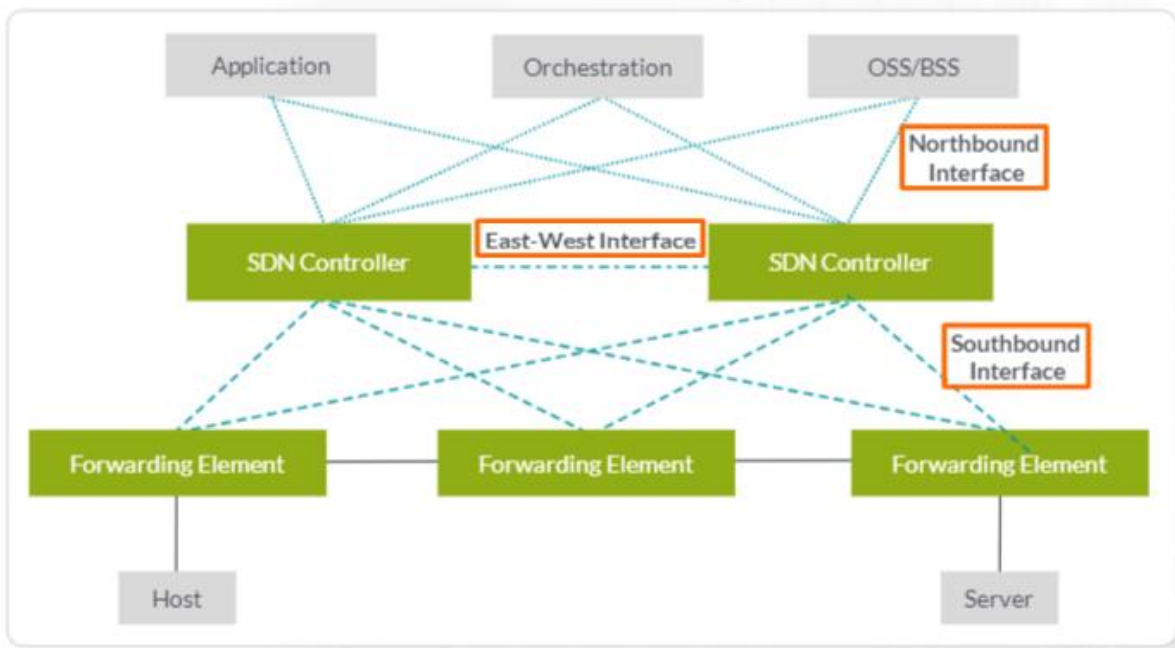 Application
Orchestration
OSS/BSS
Northbound
Interface
East-West Interface
SDN Controller
SDN Controller
Southbound
Interface
Forwarding Element
Forwarding Element
Forwarding Element
Host
Server